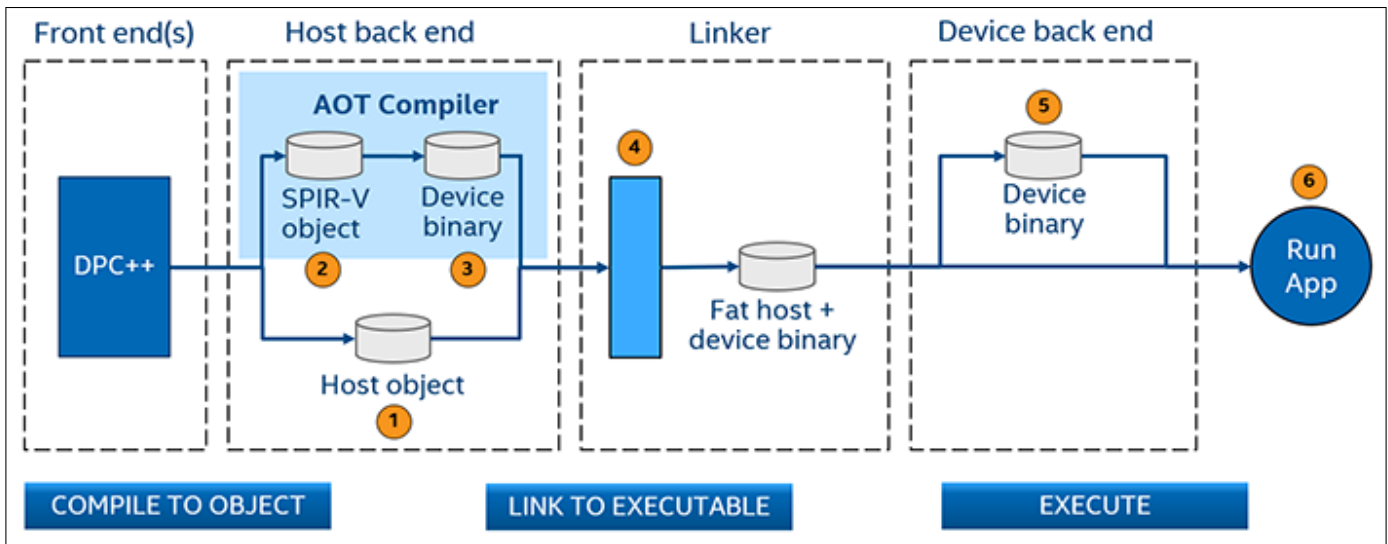 Front end(s)
Host back end
Linker
Device back end
AOT Compiler
5
4
6
SPIR-V
object
Device
binary
Device
binary
DPC++
2
3
Run
App
Fat host +
device binary
Host object
1
COMPILE TO OBJECT
LINK TO EXECUTABLE
EXECUTE